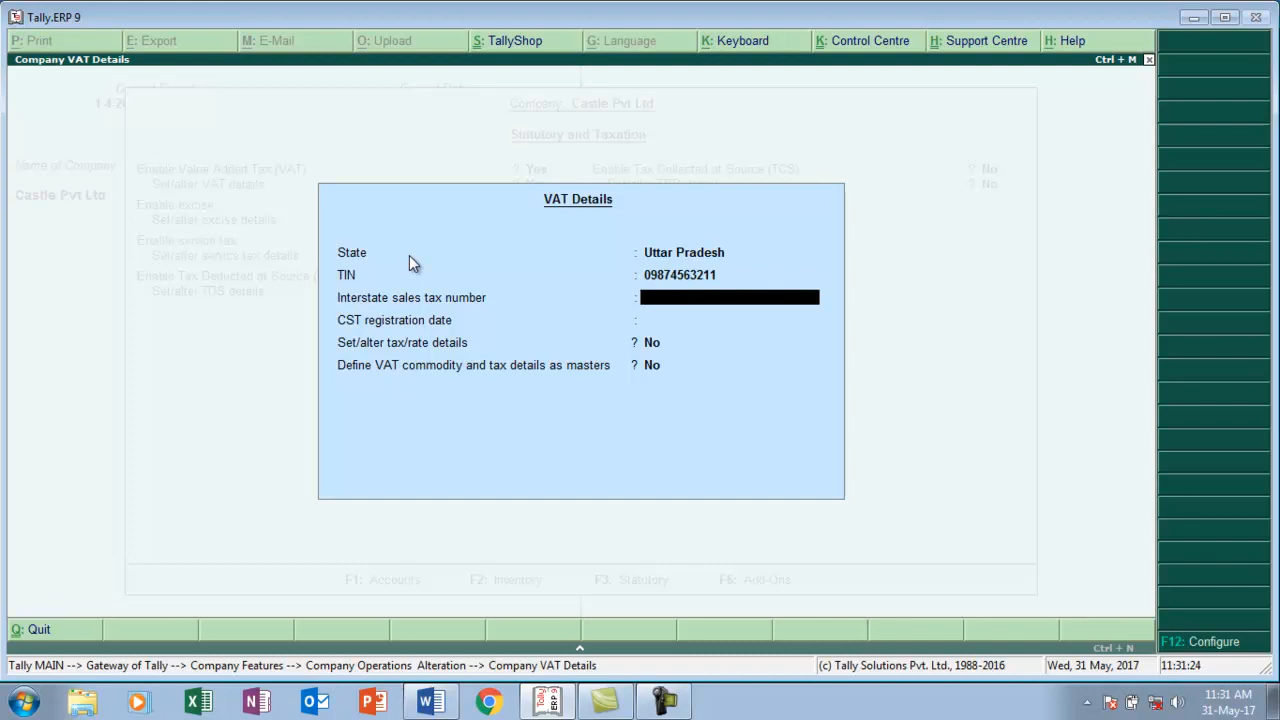 Tally.ERP 9
P: Print E: Export M: E-Mail O: Upload S: TallyShop G: Language K: Keyboard K: Control Centre H: Support Centre H: Help
Company VAT Details Ctrl + M
Company: Castle Pvt Ltd
Statutory and Taxation
Name of Company
Enable Value Added Tax (VAT) ? Yes Enable Tax Collected at Source (TCS) ? No
Set/alter VAT details ? No
Castle Pvt Ltd
Enable excise
Set/alter excise details
Enable service tax
Set/alter service tax details
Enable Tax Deducted at Source (
Set/alter TDS details
VAT Details
State : Uttar Pradesh
TIN : 09874563211
Interstate sales tax number :
CST registration date :
Set/alter tax/rate details ? No
Define VAT commodity and tax details as masters ? No
F1: Accounts F2: Inventory F3: Statutory F6: Add-Ons
Q: Quit
F12: Configure
Ctrl + N
Tally MAIN --> Gateway of Tally --> Company Features --> Company Operations Alteration --> Company VAT Details (c) Tally Solutions Pvt. Ltd., 1988-2016 Wed, 31 May, 2017 11:31:24
11:31 AM
31-May-17